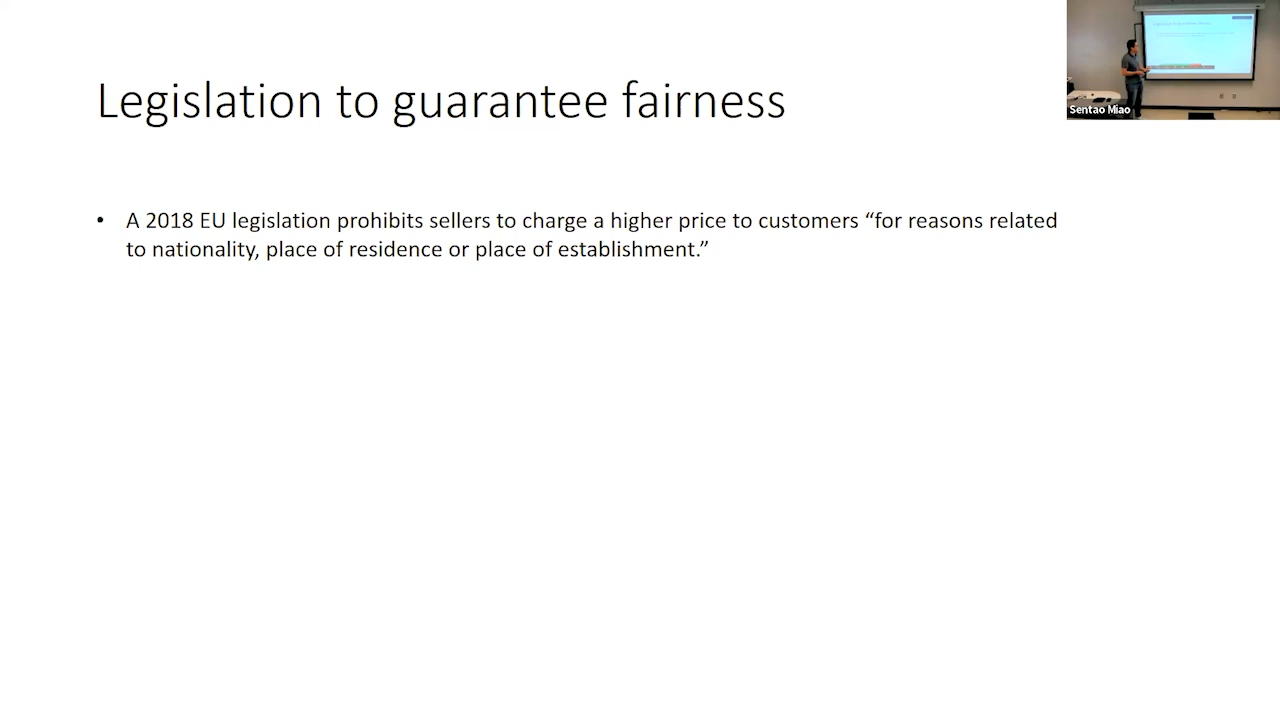 Legislation to guarantee fairness
Sentao Miao
• A 2018 EU legislation prohibits sellers to charge a higher price to customers “for reasons related
to nationality, place of residence or place of establishment.”